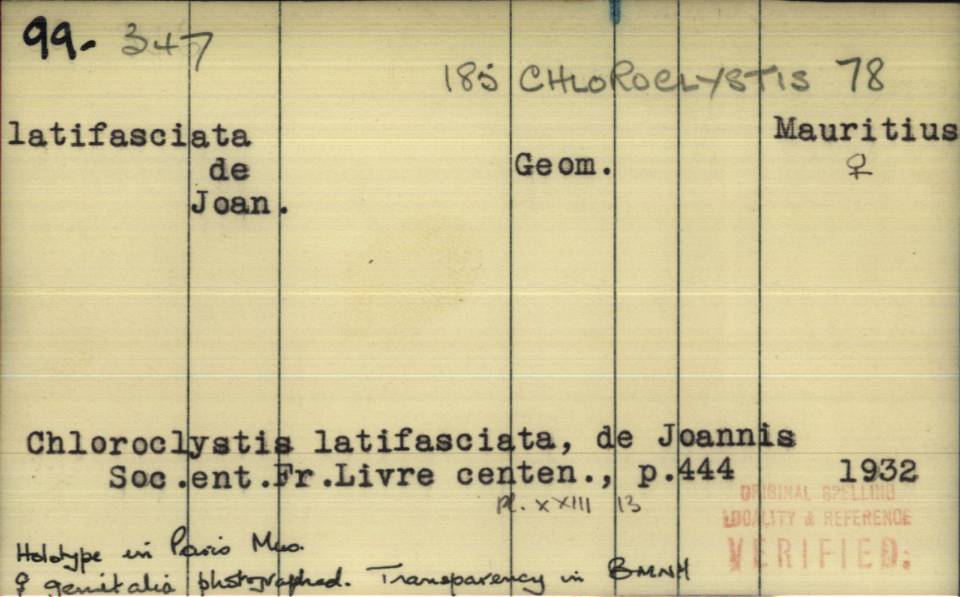 99. 347
185 CHLOROCLYSTIS 78
latifasciata Mauritius
de Geom. ♀
Joan.
Chloroclystis latifasciata, de Joannis
Soc.ent.Fr.Livre centen., p.444 1932
Pl. XXIII 13
ORIGINAL SPELLING
LOCALITY & REFERENCE
VERIFIED.
Holotype in Paris Mus.
♀ genitalia photographed. Transparency in BMNH